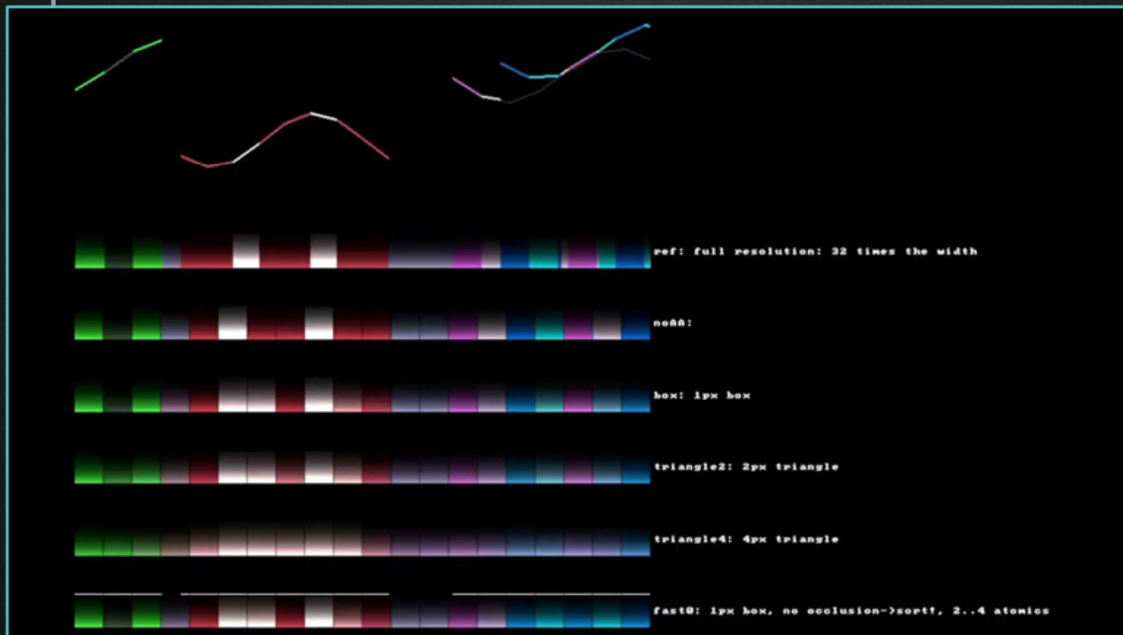 ref: full resolution: 32 times the width
noAA:
box: 1px box
triangle2: 2px triangle
triangle4: 4px triangle
fast0: 1px box, no occlusion->sort!, 2..4 atomics